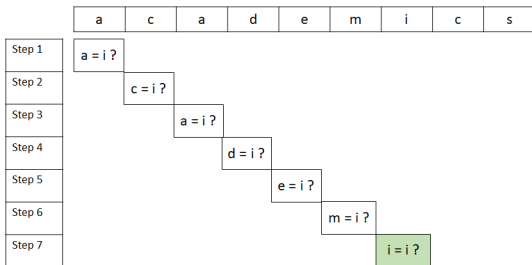 a c a d e m i c s
Step 1 a = i ?
Step 2 c = i ?
Step 3 a = i ?
Step 4 d = i ?
Step 5 e = i ?
Step 6 m = i ?
Step 7 i = i ?